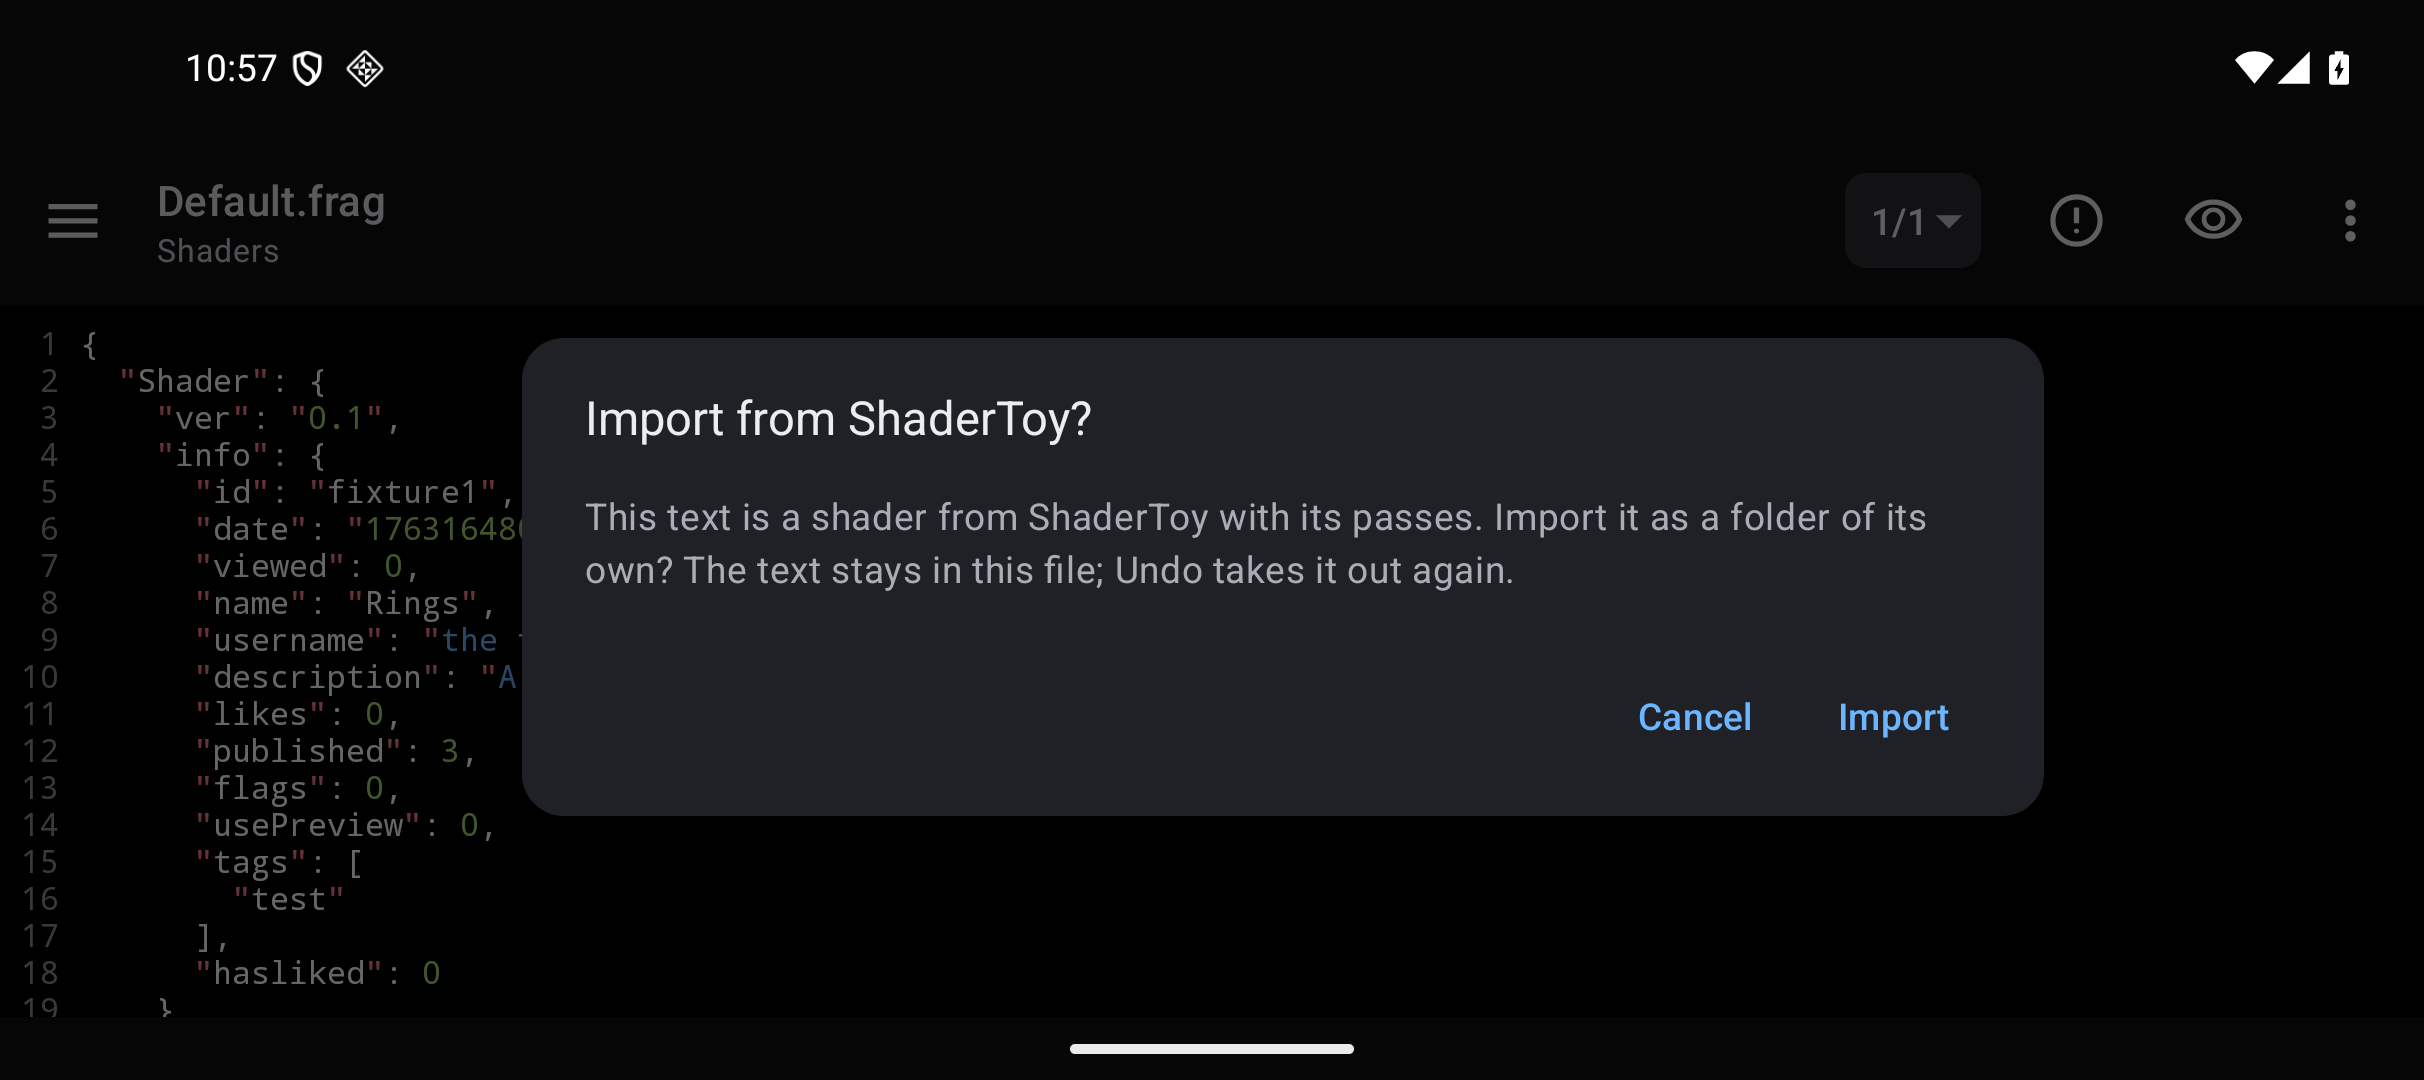 10:57
Default.frag
Shaders
1/1
1 {
2 "Shader": {
3 "ver": "0.1",
4 "info": {
5 "id": "fixture1",
6 "date": "17631648
7 "viewed": 0,
8 "name": "Rings",
9 "username": "the
10 "description": "A
11 "likes": 0,
12 "published": 3,
13 "flags": 0,
14 "usePreview": 0,
15 "tags": [
16 "test"
17 ],
18 "hasliked": 0
19 }
Import from ShaderToy?
This text is a shader from ShaderToy with its passes. Import it as a folder of its
own? The text stays in this file; Undo takes it out again.
Cancel Import